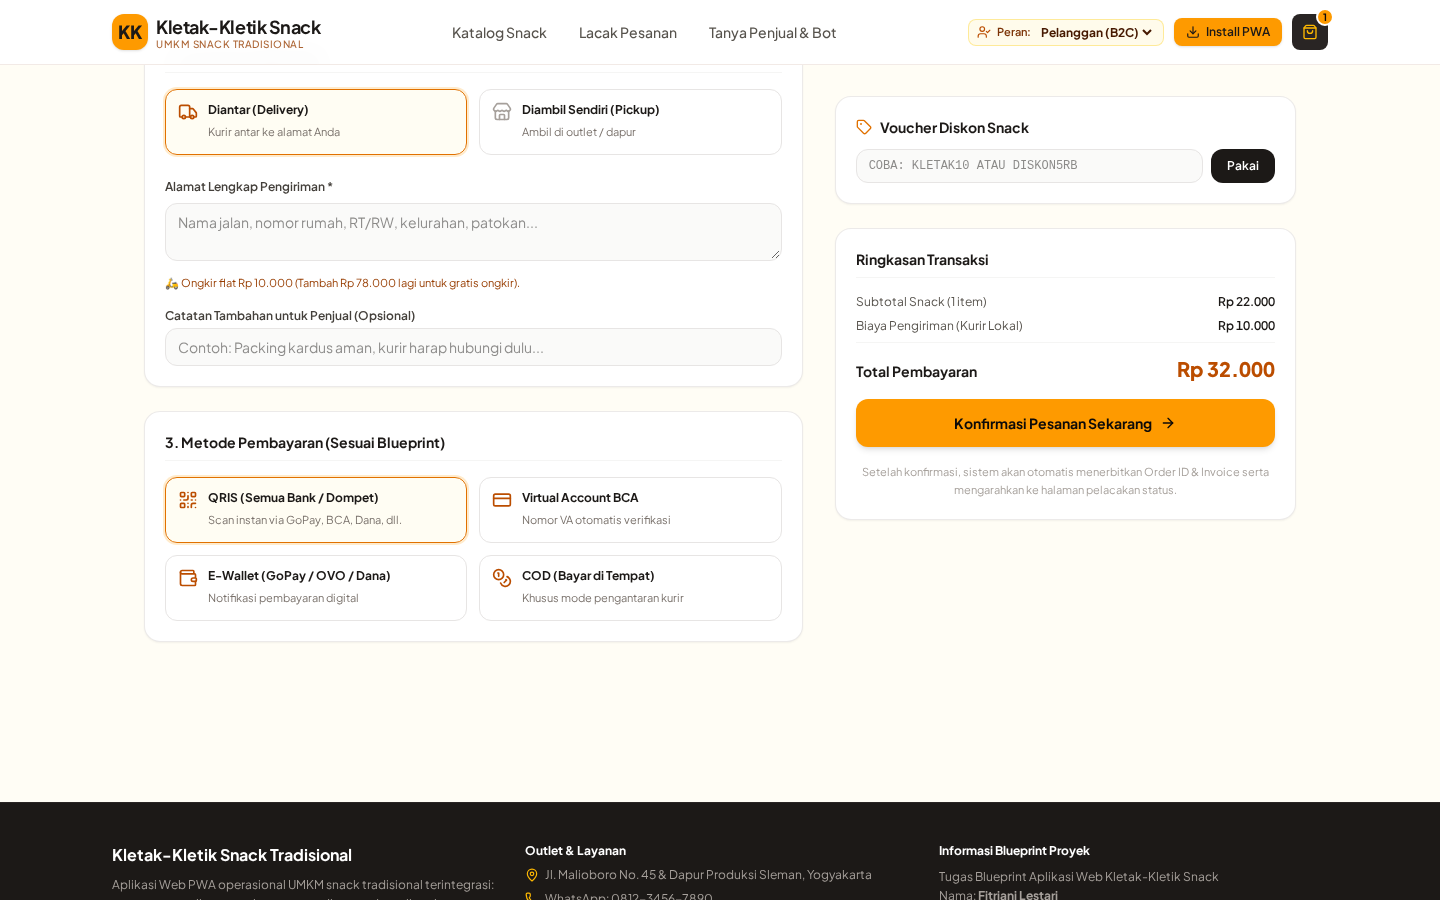 KK
Kletak-Kletik Snack
UMKM SNACK TRADISIONAL
Katalog Snack
Lacak Pesanan
Tanya Penjual & Bot
Peran: Pelanggan (B2C)
Install PWA
1
Diantar (Delivery)
Kurir antar ke alamat Anda
Diambil Sendiri (Pickup)
Ambil di outlet / dapur
Alamat Lengkap Pengiriman *
Nama jalan, nomor rumah, RT/RW, kelurahan, patokan...
🛵 Ongkir flat Rp 10.000 (Tambah Rp 78.000 lagi untuk gratis ongkir).
Catatan Tambahan untuk Penjual (Opsional)
Contoh: Packing kardus aman, kurir harap hubungi dulu...
3. Metode Pembayaran (Sesuai Blueprint)
QRIS (Semua Bank / Dompet)
Scan instan via GoPay, BCA, Dana, dll.
Virtual Account BCA
Nomor VA otomatis verifikasi
E-Wallet (GoPay / OVO / Dana)
Notifikasi pembayaran digital
COD (Bayar di Tempat)
Khusus mode pengantaran kurir
Voucher Diskon Snack
COBA: KLETAK10 ATAU DISKON5RB
Pakai
Ringkasan Transaksi
Subtotal Snack (1 item) Rp 22.000
Biaya Pengiriman (Kurir Lokal) Rp 10.000
Total Pembayaran Rp 32.000
Konfirmasi Pesanan Sekarang →
Setelah konfirmasi, sistem akan otomatis menerbitkan Order ID & Invoice serta
mengarahkan ke halaman pelacakan status.
Kletak-Kletik Snack Tradisional
Aplikasi Web PWA operasional UMKM snack tradisional terintegrasi:
Outlet & Layanan
Jl. Malioboro No. 45 & Dapur Produksi Sleman, Yogyakarta
WhatsApp: 0812-3456-7890
Informasi Blueprint Proyek
Tugas Blueprint Aplikasi Web Kletak-Kletik Snack
Nama: Fitriani Lestari